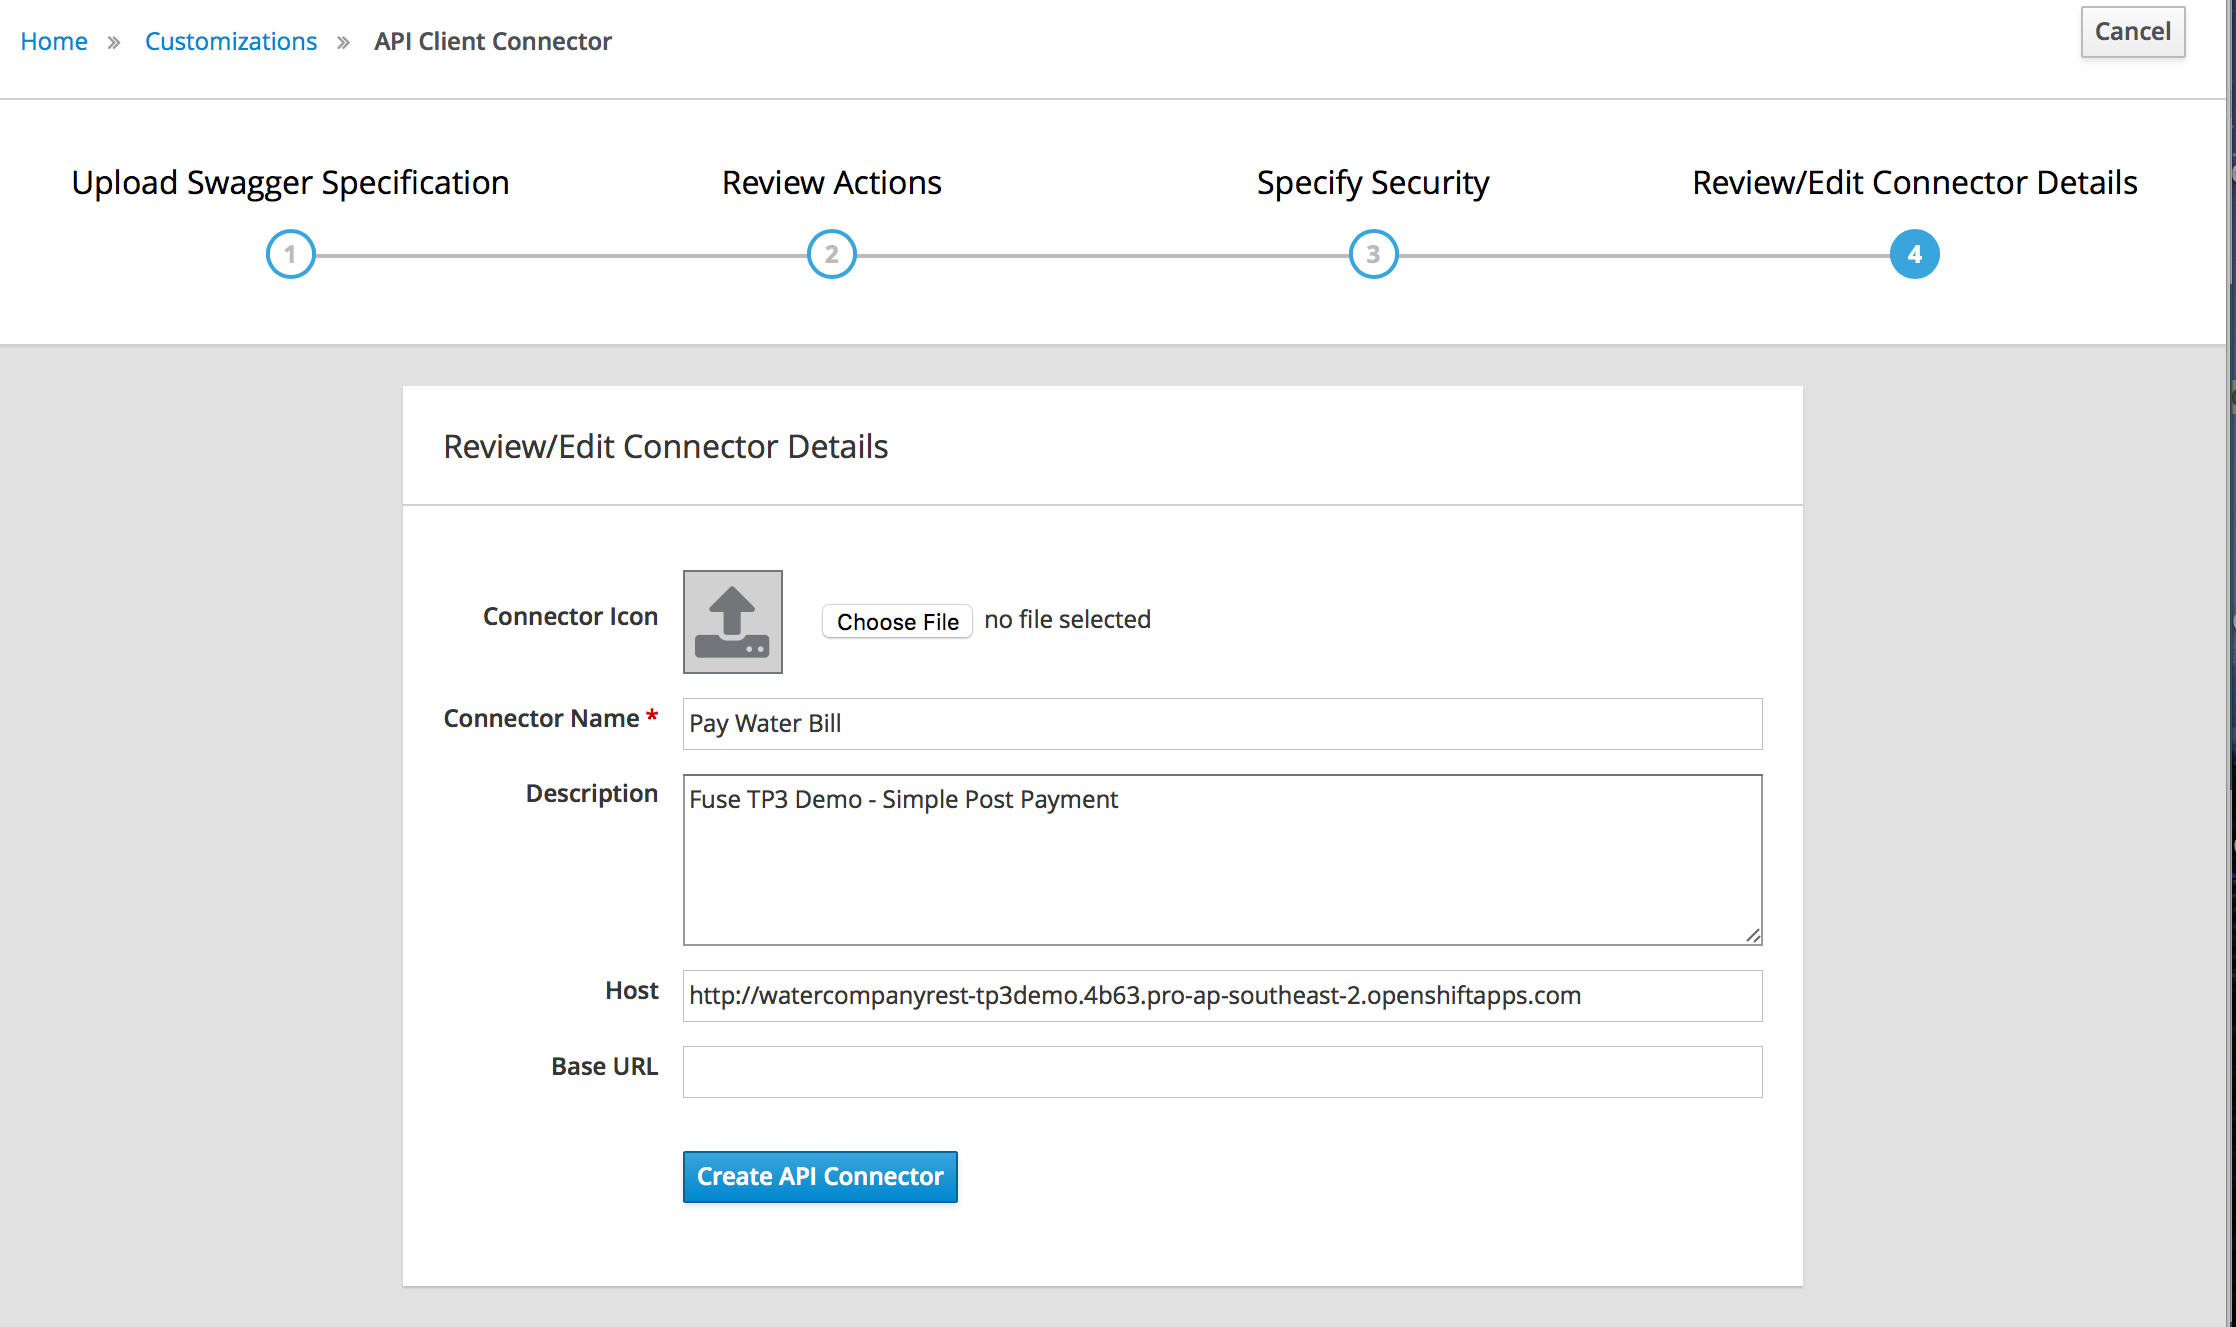 Home » Customizations » API Client Connector
Cancel
Upload Swagger Specification
Review Actions
Specify Security
Review/Edit Connector Details
1
2
3
4
Review/Edit Connector Details
Connector Icon
Choose File no file selected
Connector Name *
Pay Water Bill
Description
Fuse TP3 Demo - Simple Post Payment
Host
http://watercompanyrest-tp3demo.4b63.pro-ap-southeast-2.openshiftapps.com
Base URL
Create API Connector